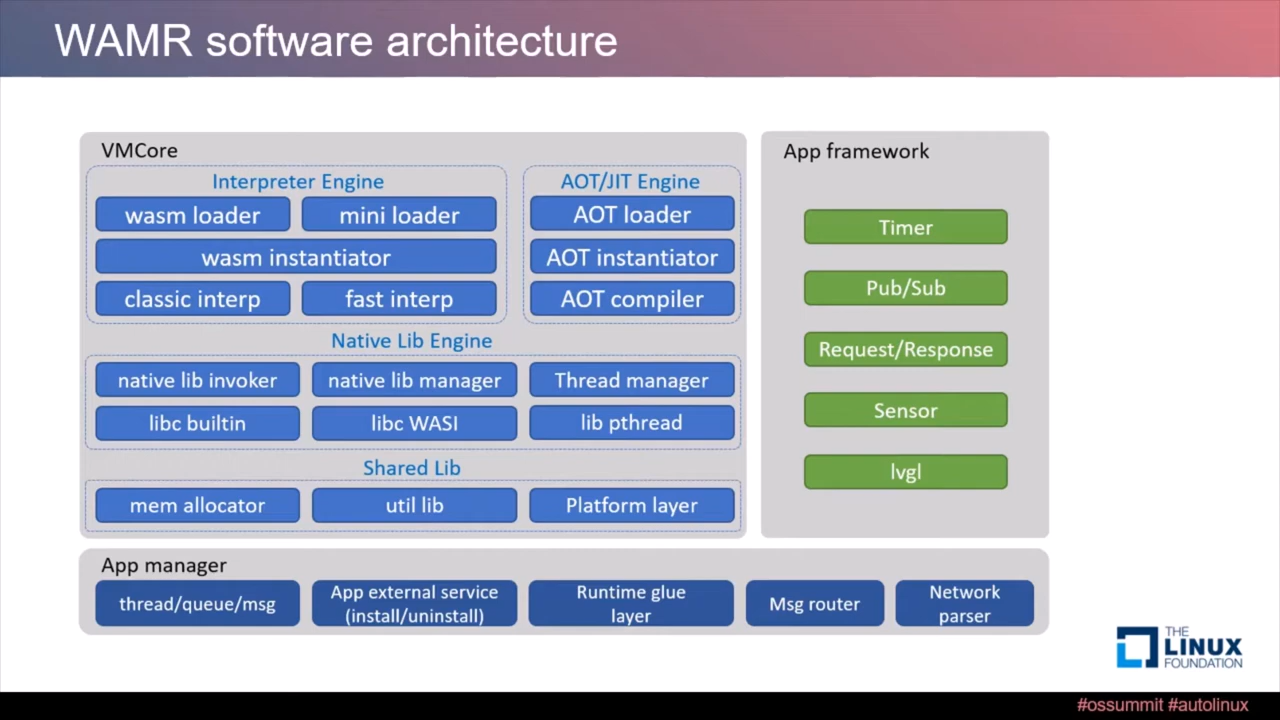 WAMR software architecture
VMCore
Interpreter Engine
wasm loader
mini loader
wasm instantiator
classic interp
fast interp
AOT/JIT Engine
AOT loader
AOT instantiator
AOT compiler
Native Lib Engine
native lib invoker
native lib manager
Thread manager
libc builtin
libc WASI
lib pthread
Shared Lib
mem allocator
util lib
Platform layer
App framework
Timer
Pub/Sub
Request/Response
Sensor
lvgl
App manager
thread/queue/msg
App external service
(install/uninstall)
Runtime glue
layer
Msg router
Network
parser
THE
LINUX
FOUNDATION
#ossummit #autolinux